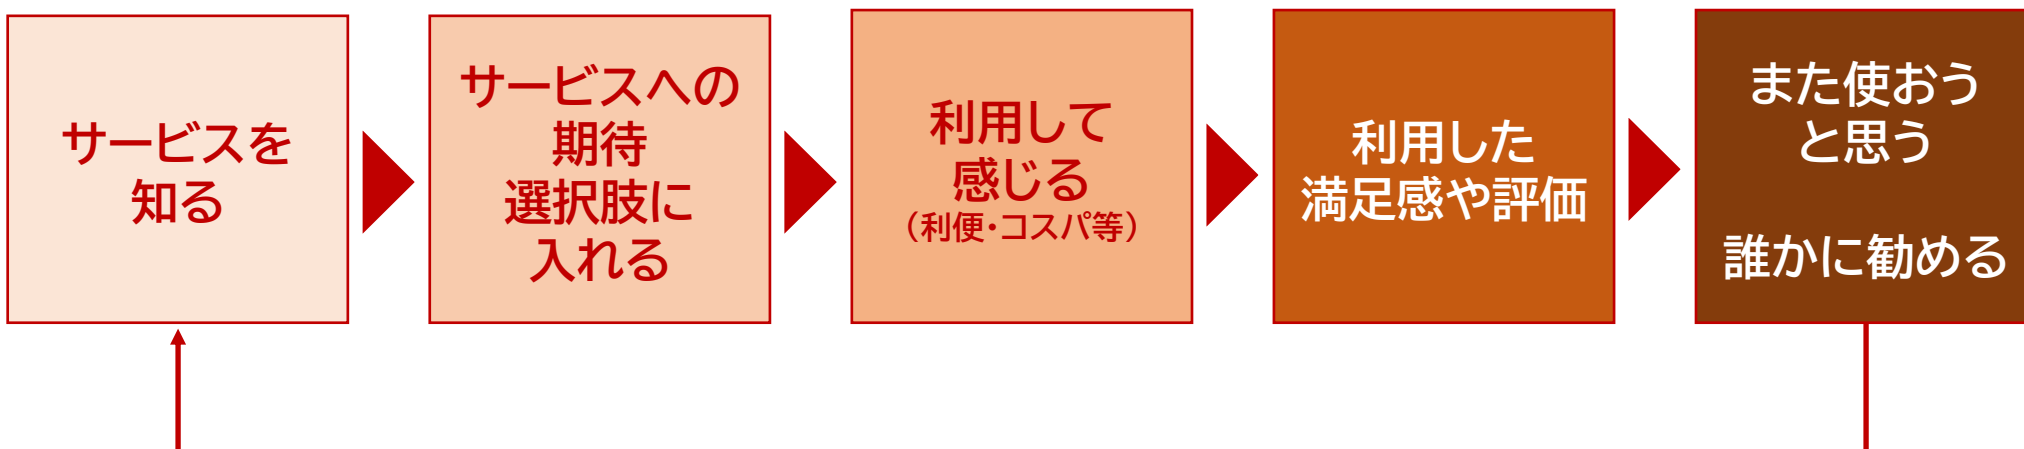 サービスを
知る
サービスへの
期待
選択肢に
入れる
利用して
感じる
（利便・コスパ等）
利用した
満足感や評価
また使おう
と思う
誰かに勧める